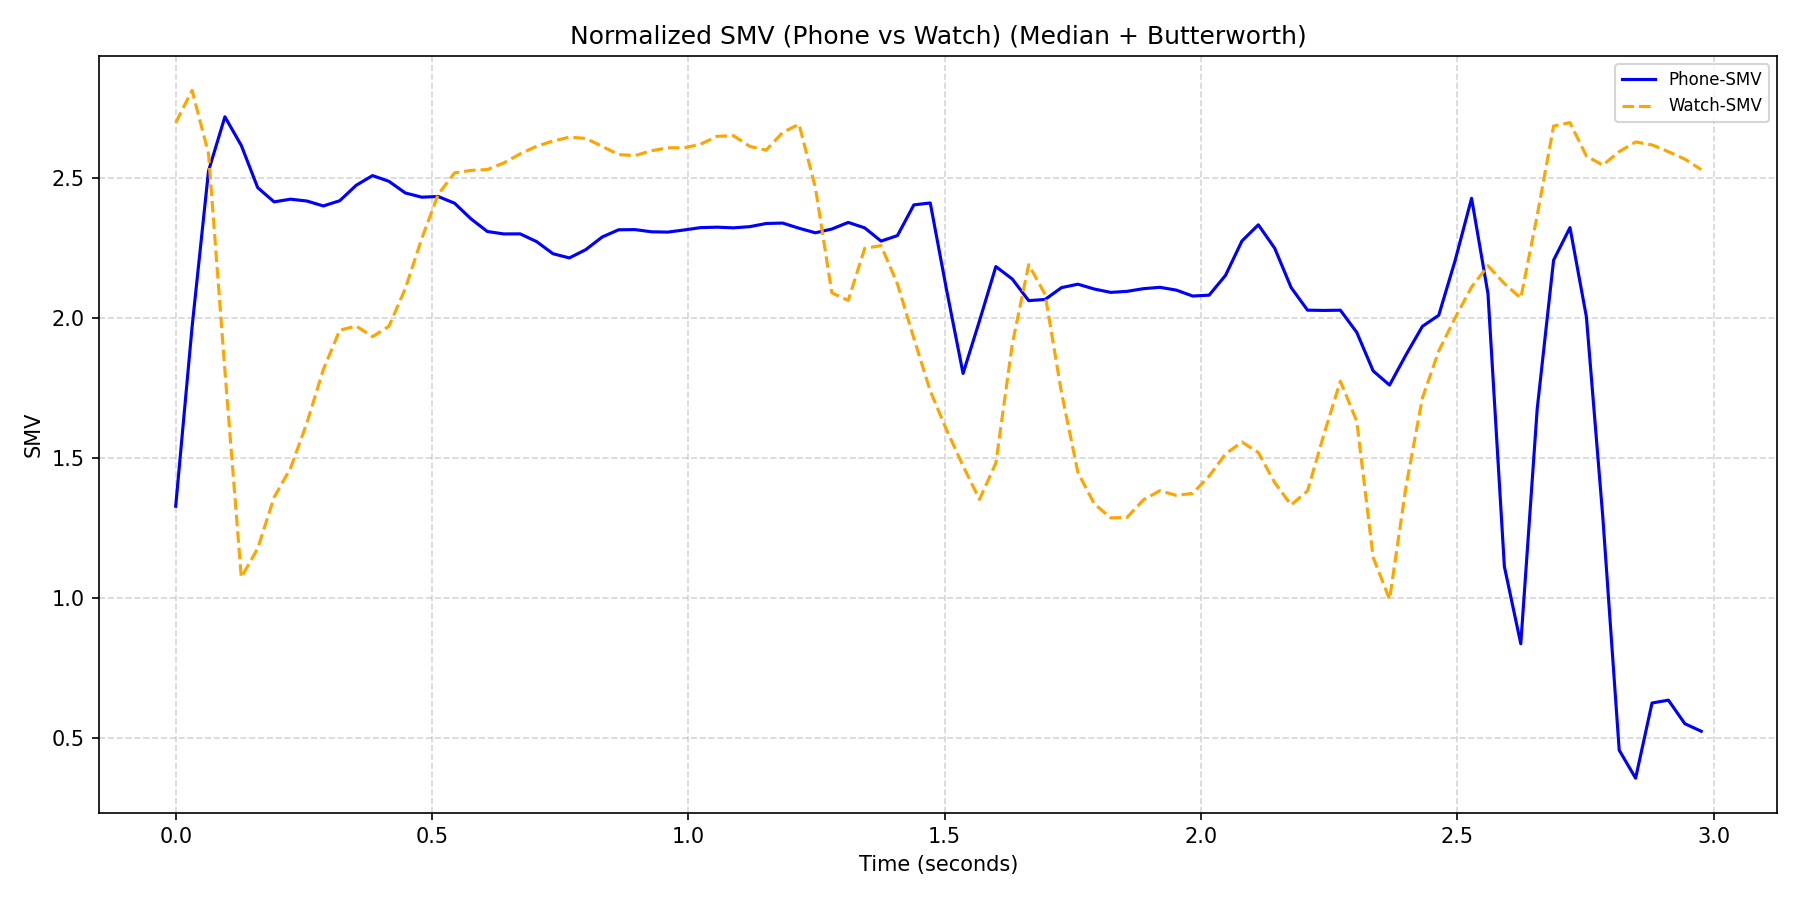 Normalized SMV (Phone vs Watch) (Median + Butterworth)
Phone-SMV
Watch-SMV
SMV
2.5
2.0
1.5
1.0
0.5
0.0 0.5 1.0 1.5 2.0 2.5 3.0
Time (seconds)